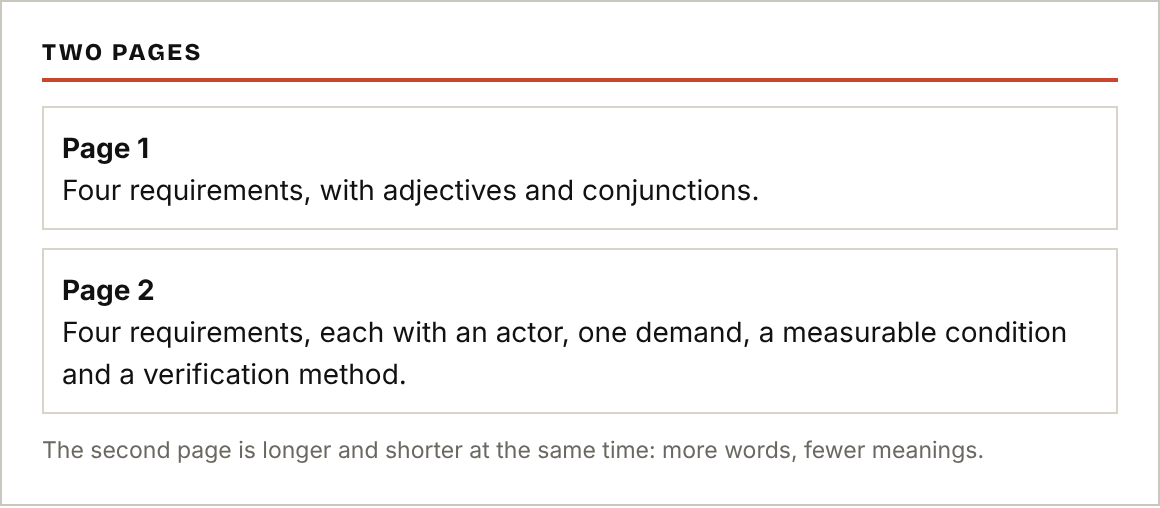 TWO PAGES
Page 1
Four requirements, with adjectives and conjunctions.
Page 2
Four requirements, each with an actor, one demand, a measurable condition
and a verification method.
The second page is longer and shorter at the same time: more words, fewer meanings.